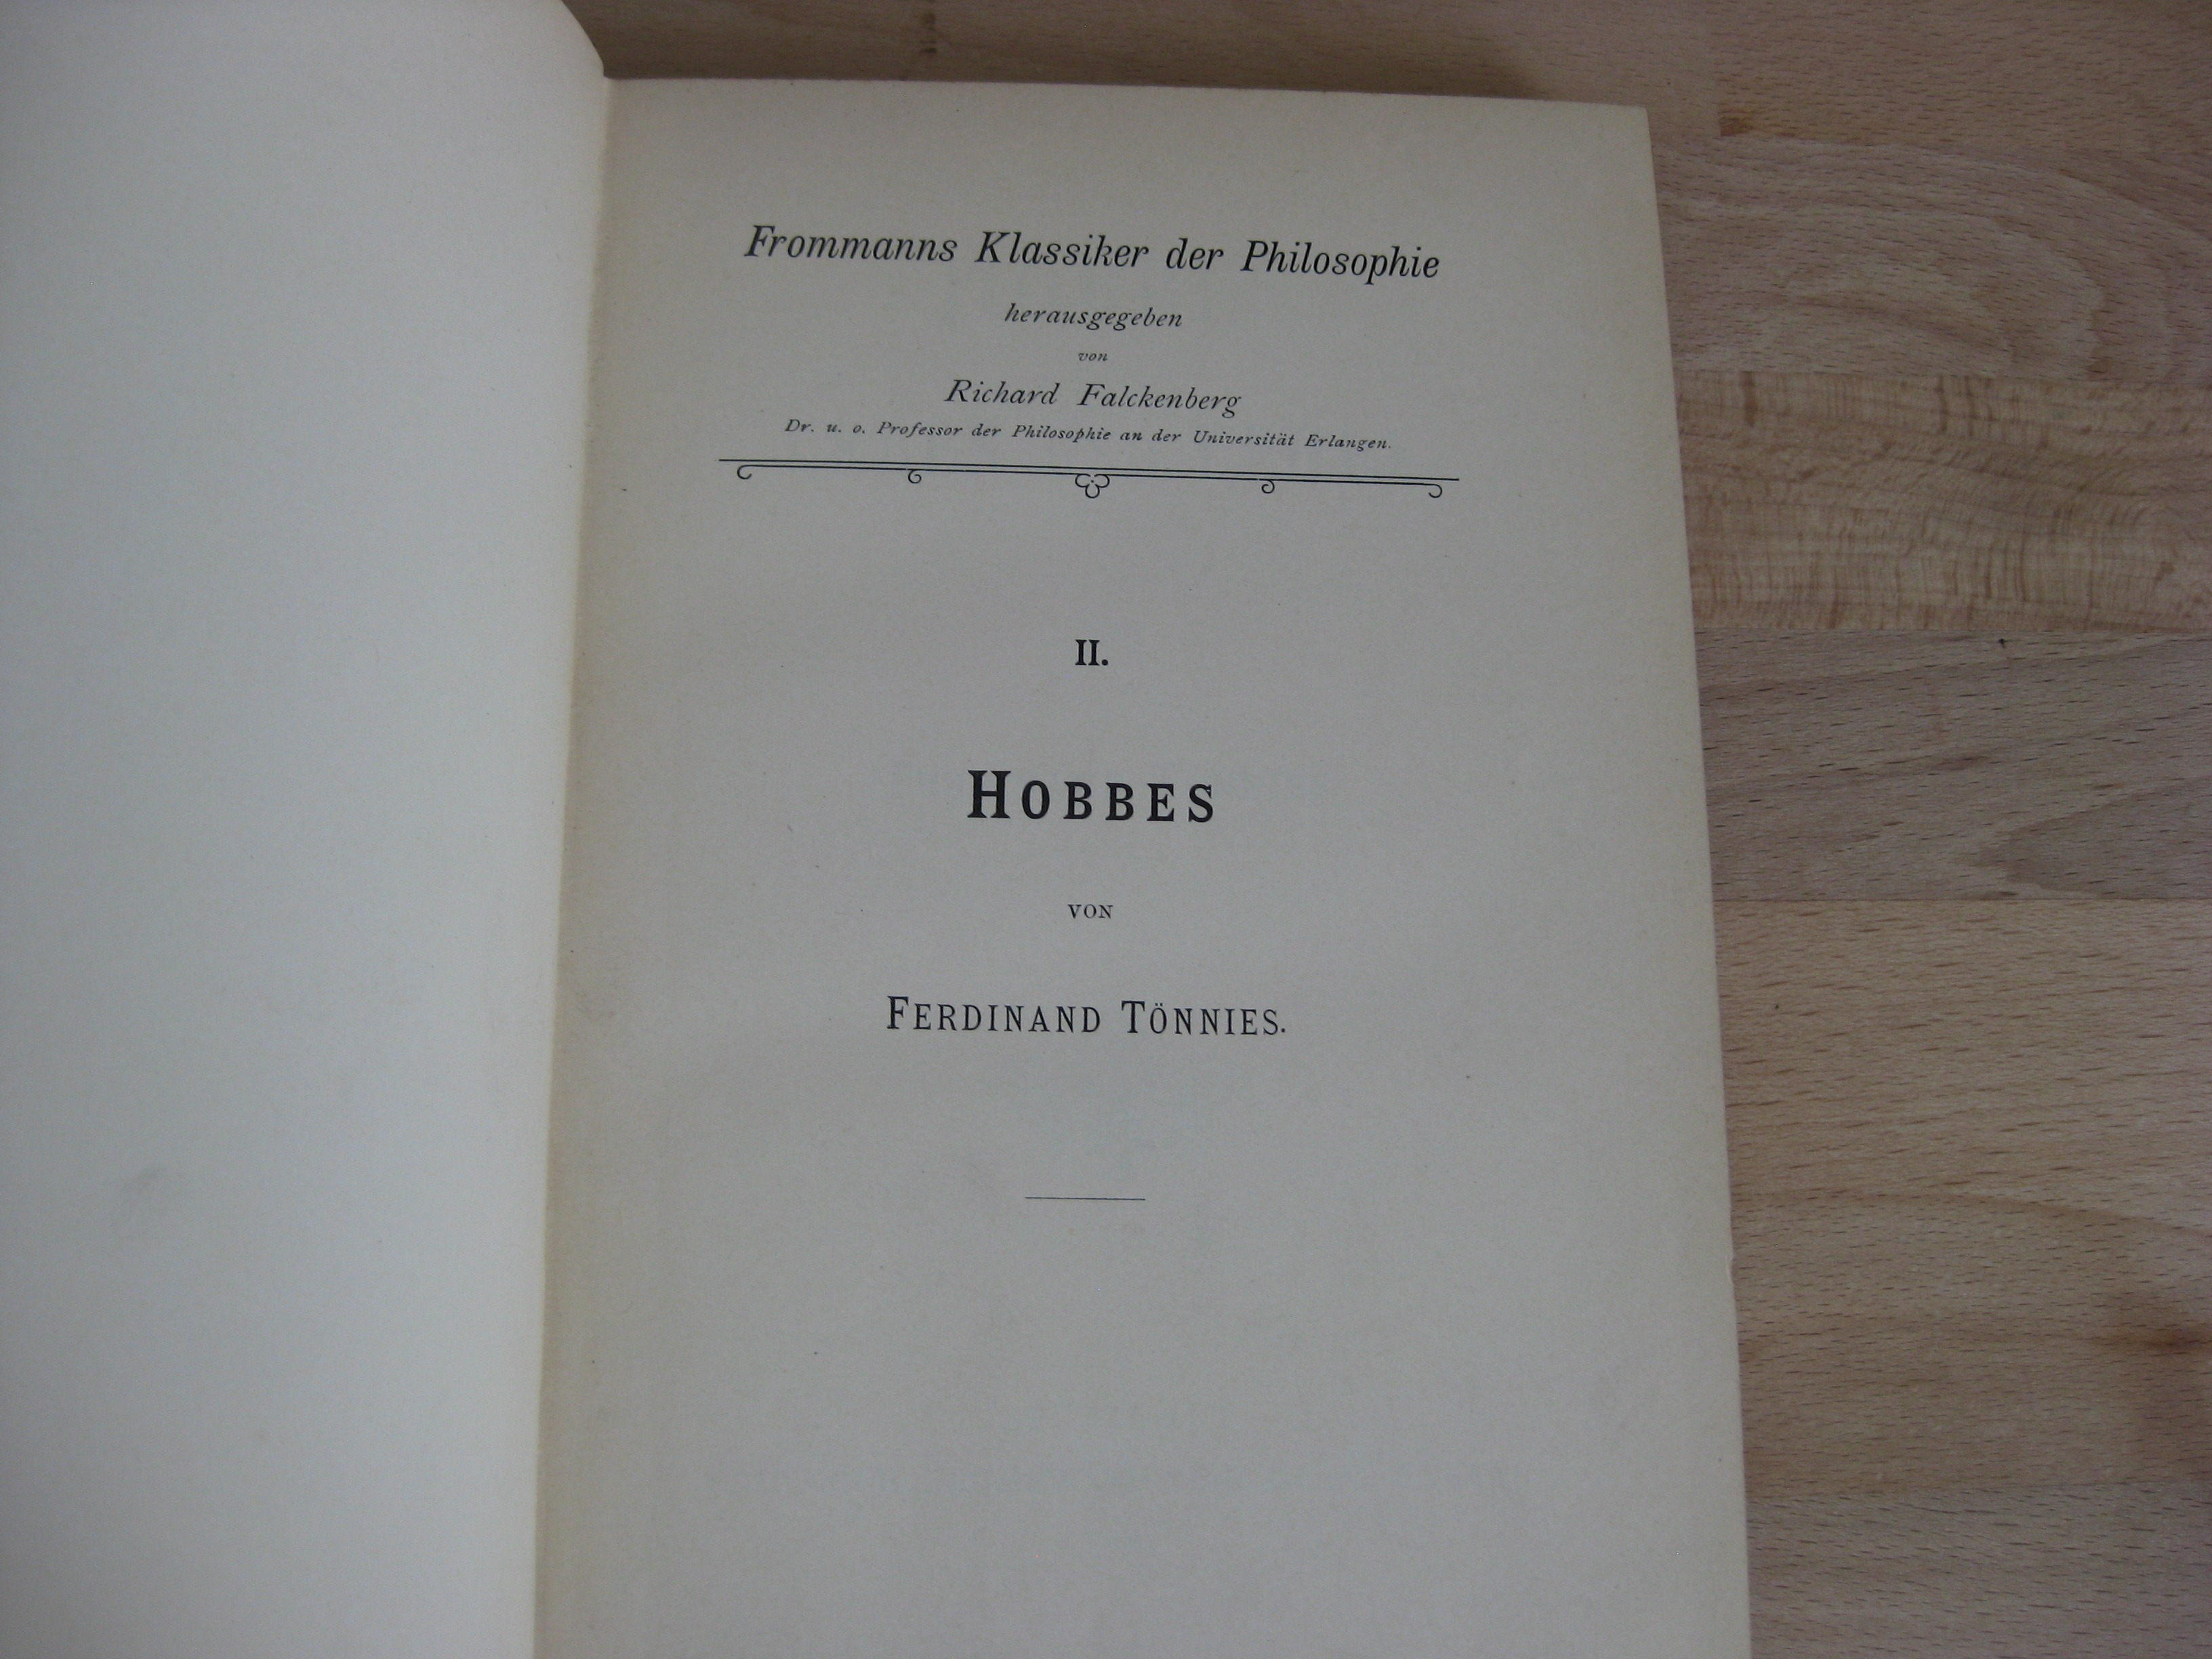 Frommanns Klassiker der Philosophie
herausgegeben
von
Richard Falckenberg
Dr. u. o. Professor der Philosophie an der Universität Erlangen.
II.
HOBBES
VON
FERDINAND TÖNNIES.